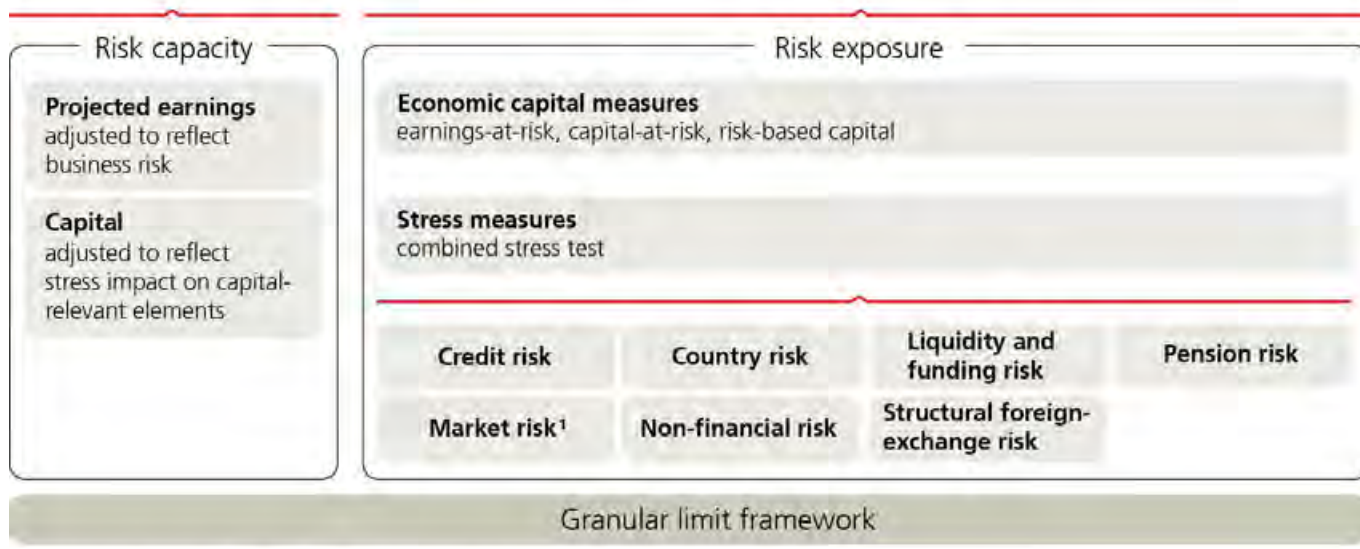 Risk capacity
Projected earnings
adjusted to reflect
business risk
Capital
adjusted to reflect
stress impact on capital-
relevant elements
Risk exposure
Economic capital measures
earnings-at-risk, capital-at-risk, risk-based capital
Stress measures
combined stress test
Credit risk
Country risk
Liquidity and
funding risk
Pension risk
Market risk¹
Non-financial risk
Structural foreign-
exchange risk
Granular limit framework